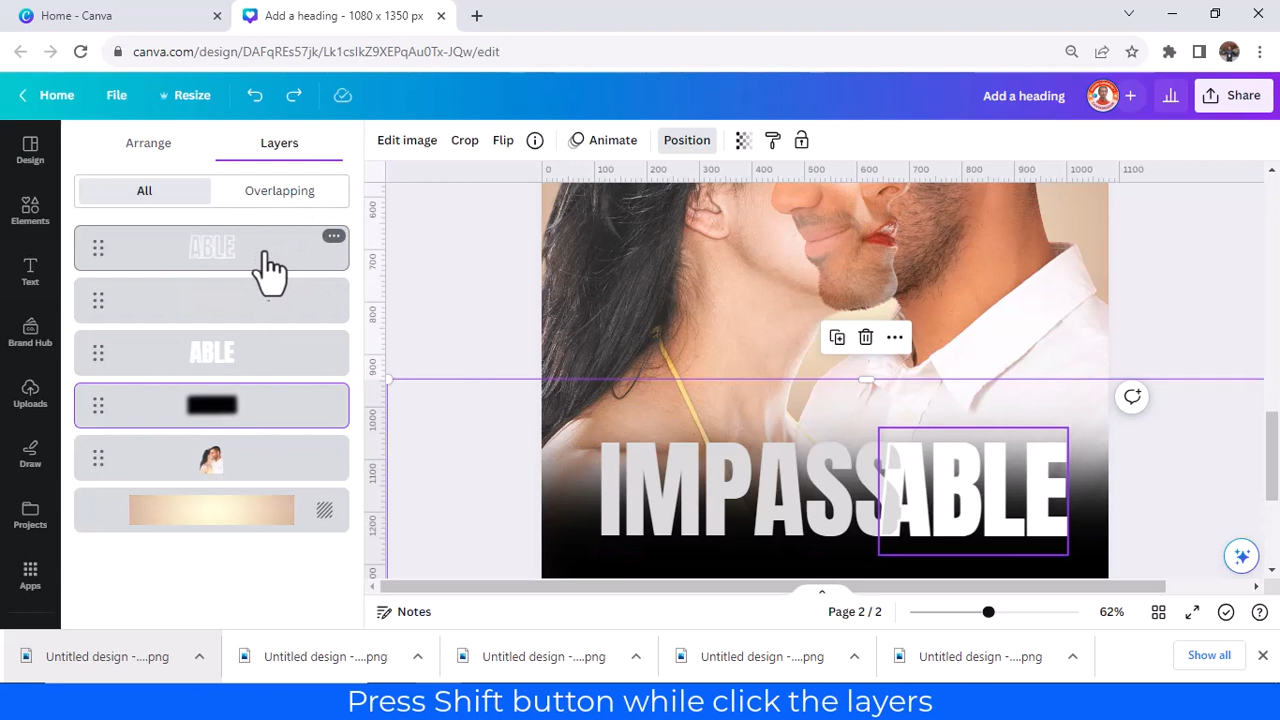 Home - Canva
Add a heading - 1080 x 1350 px
canva.com/design/DAFqREs57jk/Lk1csIkZ9XEPqAu0Tx-JQw/edit
Home
File
Resize
Add a heading
Share
Design
Elements
Text
Brand Hub
Uploads
Draw
Projects
Apps
Arrange
Layers
All
Overlapping
ABLE
ABLE
Edit image
Crop
Flip
Animate
Position
0 100 200 300 400 500 600 700 800 900 1000 1100
600
700
800
900
1000
1100
1200
IMPASSABLE
Notes
Page 2 / 2
62%
Untitled design -....png
Untitled design -....png
Untitled design -....png
Untitled design -....png
Untitled design -....png
Show all
Press Shift button while click the layers